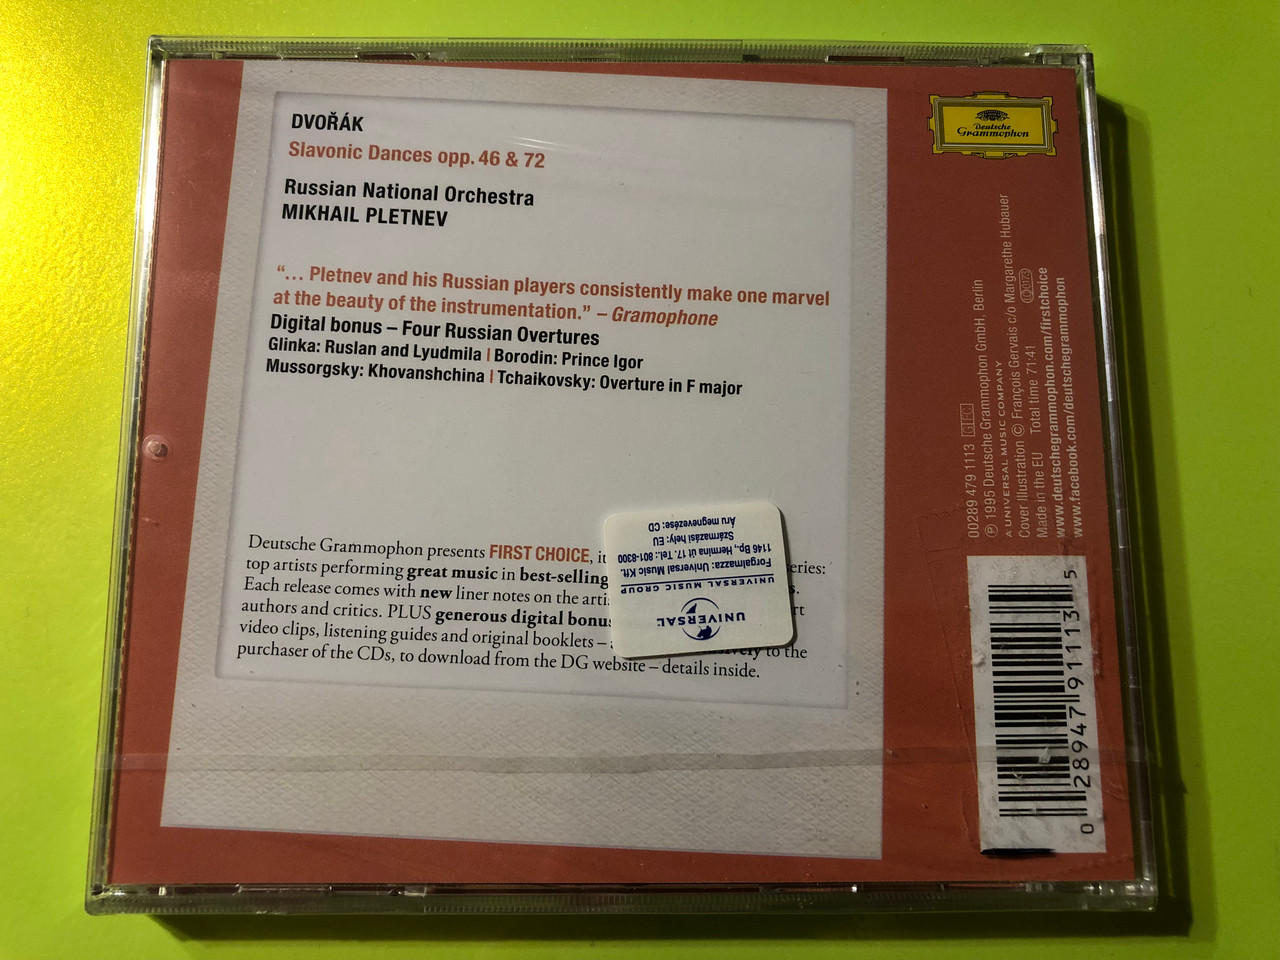 DVOŘÁK
Slavonic Dances opp. 46 & 72
Russian National Orchestra
MIKHAIL PLETNEV
“… Pletnev and his Russian players consistently make one marvel
at the beauty of the instrumentation.” – Gramophone
Digital bonus – Four Russian Overtures
Glinka: Ruslan and Lyudmila | Borodin: Prince Igor
Mussorgsky: Khovanshchina | Tchaikovsky: Overture in F major
Deutsche Grammophon presents FIRST CHOICE, it
top artists performing great music in best-selling
Each release comes with new liner notes on the arti
authors and critics. PLUS generous digital bonus
video clips, listening guides and original booklets –
to the
purchaser of the CDs, to download from the DG website – details inside.
UNIVERSAL
UNIVERSAL MUSIC GROUP
Forgalmazza: Universal Music Kft.
1146 Bp., Hermina út 17. Tel.: 801-8300
Származási hely: EU
Áru megnevezése: CD
Deutsche
Grammophon
00289 479 1113 GTFC
℗ 1995 Deutsche Grammophon GmbH, Berlin
A UNIVERSAL MUSIC COMPANY
Cover Illustration © François Gervais c/o Margarethe Hubauer
Made in the EU Total time 71:41
www.deutschegrammophon.com/firstchoice
www.facebook.com/deutschegrammophon
0 28947 91113 5